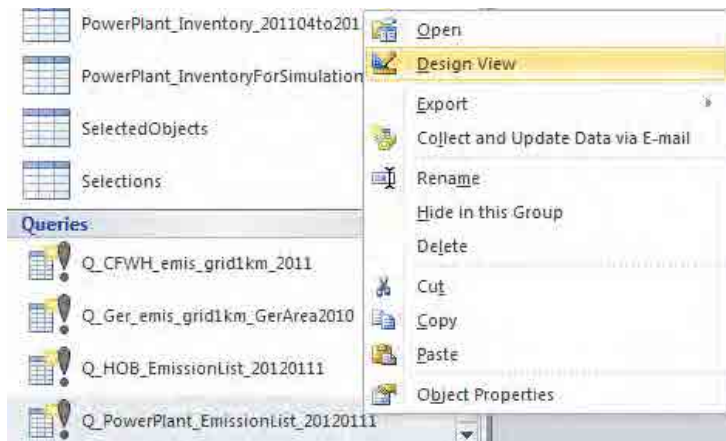 PowerPlant_Inventory_201104to201
PowerPlant_InventoryForSimulation
SelectedObjects
Selections
Queries
Q_CFWH_emis_grid1km_2011
Q_Ger_emis_grid1km_GerArea2010
Q_HOB_EmissionList_20120111
Q_PowerPlant_EmissionList_20120111
Open
Design View
Export
Collect and Update Data via E-mail
Rename
Hide in this Group
Delete
Cut
Copy
Paste
Object Properties